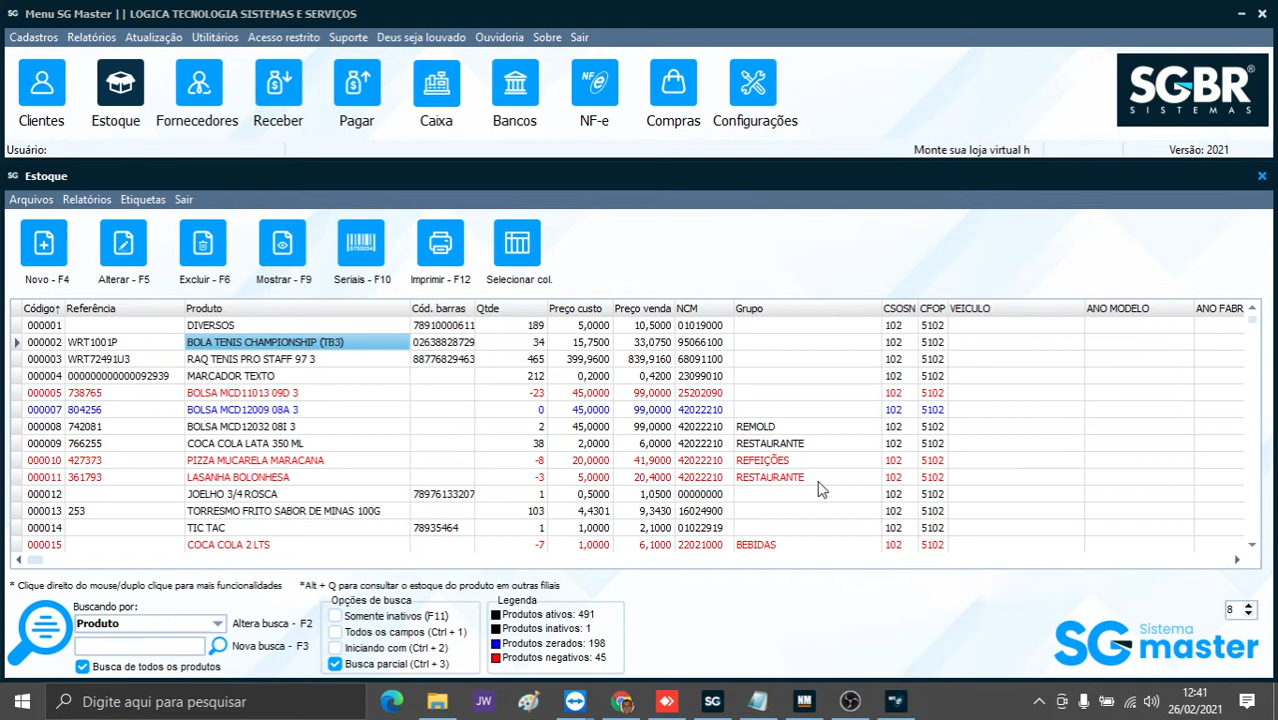 SG Menu SG Master || LOGICA TECNOLOGIA SISTEMAS E SERVIÇOS
Cadastros Relatórios Atualização Utilitários Acesso restrito Suporte Deus seja louvado Ouvidoria Sobre Sair
NFe
Clientes Estoque Fornecedores Receber Pagar Caixa Bancos NF-e Compras Configurações
SGBR®
SISTEMAS
Usuário: Monte sua loja virtual h Versão: 2021
SG Estoque
Arquivos Relatórios Etiquetas Sair
Novo - F4 Alterar - F5 Excluir - F6 Mostrar - F9 Seriais - F10 Imprimir - F12 Selecionar col.
Código↑ Referência Produto Cód. barras Qtde Preço custo Preço venda NCM Grupo CSOSN CFOP VEICULO ANO MODELO ANO FABR
000001 DIVERSOS 78910000611 189 5,0000 10,5000 01019000 102 5102
000002 WRT1001P BOLA TENIS CHAMPIONSHIP (TB3) 02638828729 34 15,7500 33,0750 95066100 102 5102
000003 WRT72491U3 RAQ TENIS PRO STAFF 97 3 88776829463 465 399,9600 839,9160 68091100 102 5102
000004 00000000000092939 MARCADOR TEXTO 212 0,2000 0,4200 23099010 102 5102
000005 738765 BOLSA MCD11013 09D 3 -23 45,0000 99,0000 25202090 102 5102
000007 804256 BOLSA MCD12009 08A 3 0 45,0000 99,0000 42022210 102 5102
000008 742081 BOLSA MCD12032 08I 3 2 45,0000 99,0000 42022210 REMOLD 102 5102
000009 766255 COCA COLA LATA 350 ML 38 2,0000 6,0000 42022210 RESTAURANTE 102 5102
000010 427373 PIZZA MUCARELA MARACANA -8 20,0000 41,9000 42022210 REFEIÇÕES 102 5102
000011 361793 LASANHA BOLONHESA -3 5,0000 20,4000 42022210 RESTAURANTE 102 5102
000012 JOELHO 3/4 ROSCA 78976133207 1 0,5000 1,0500 00000000 102 5102
000013 253 TORRESMO FRITO SABOR DE MINAS 100G 103 4,4301 9,3430 16024900 102 5102
000014 TIC TAC 78935464 1 1,0000 2,1000 01022919 102 5102
000015 COCA COLA 2 LTS -7 1,0000 6,1000 22021000 BEBIDAS 102 5102
* Clique direito do mouse/duplo clique para mais funcionalidades *Alt + Q para consultar o estoque do produto em outras filiais
Buscando por:
Produto Altera busca - F2
Nova busca - F3
Busca de todos os produtos
Opções de busca
Somente inativos (F11)
Todos os campos (Ctrl + 1)
Iniciando com (Ctrl + 2)
Busca parcial (Ctrl + 3)
Legenda
Produtos ativos: 491
Produtos inativos: 1
Produtos zerados: 198
Produtos negativos: 45
8
SG Sistema master
Digite aqui para pesquisar
JW SG NM
12:41
26/02/2021